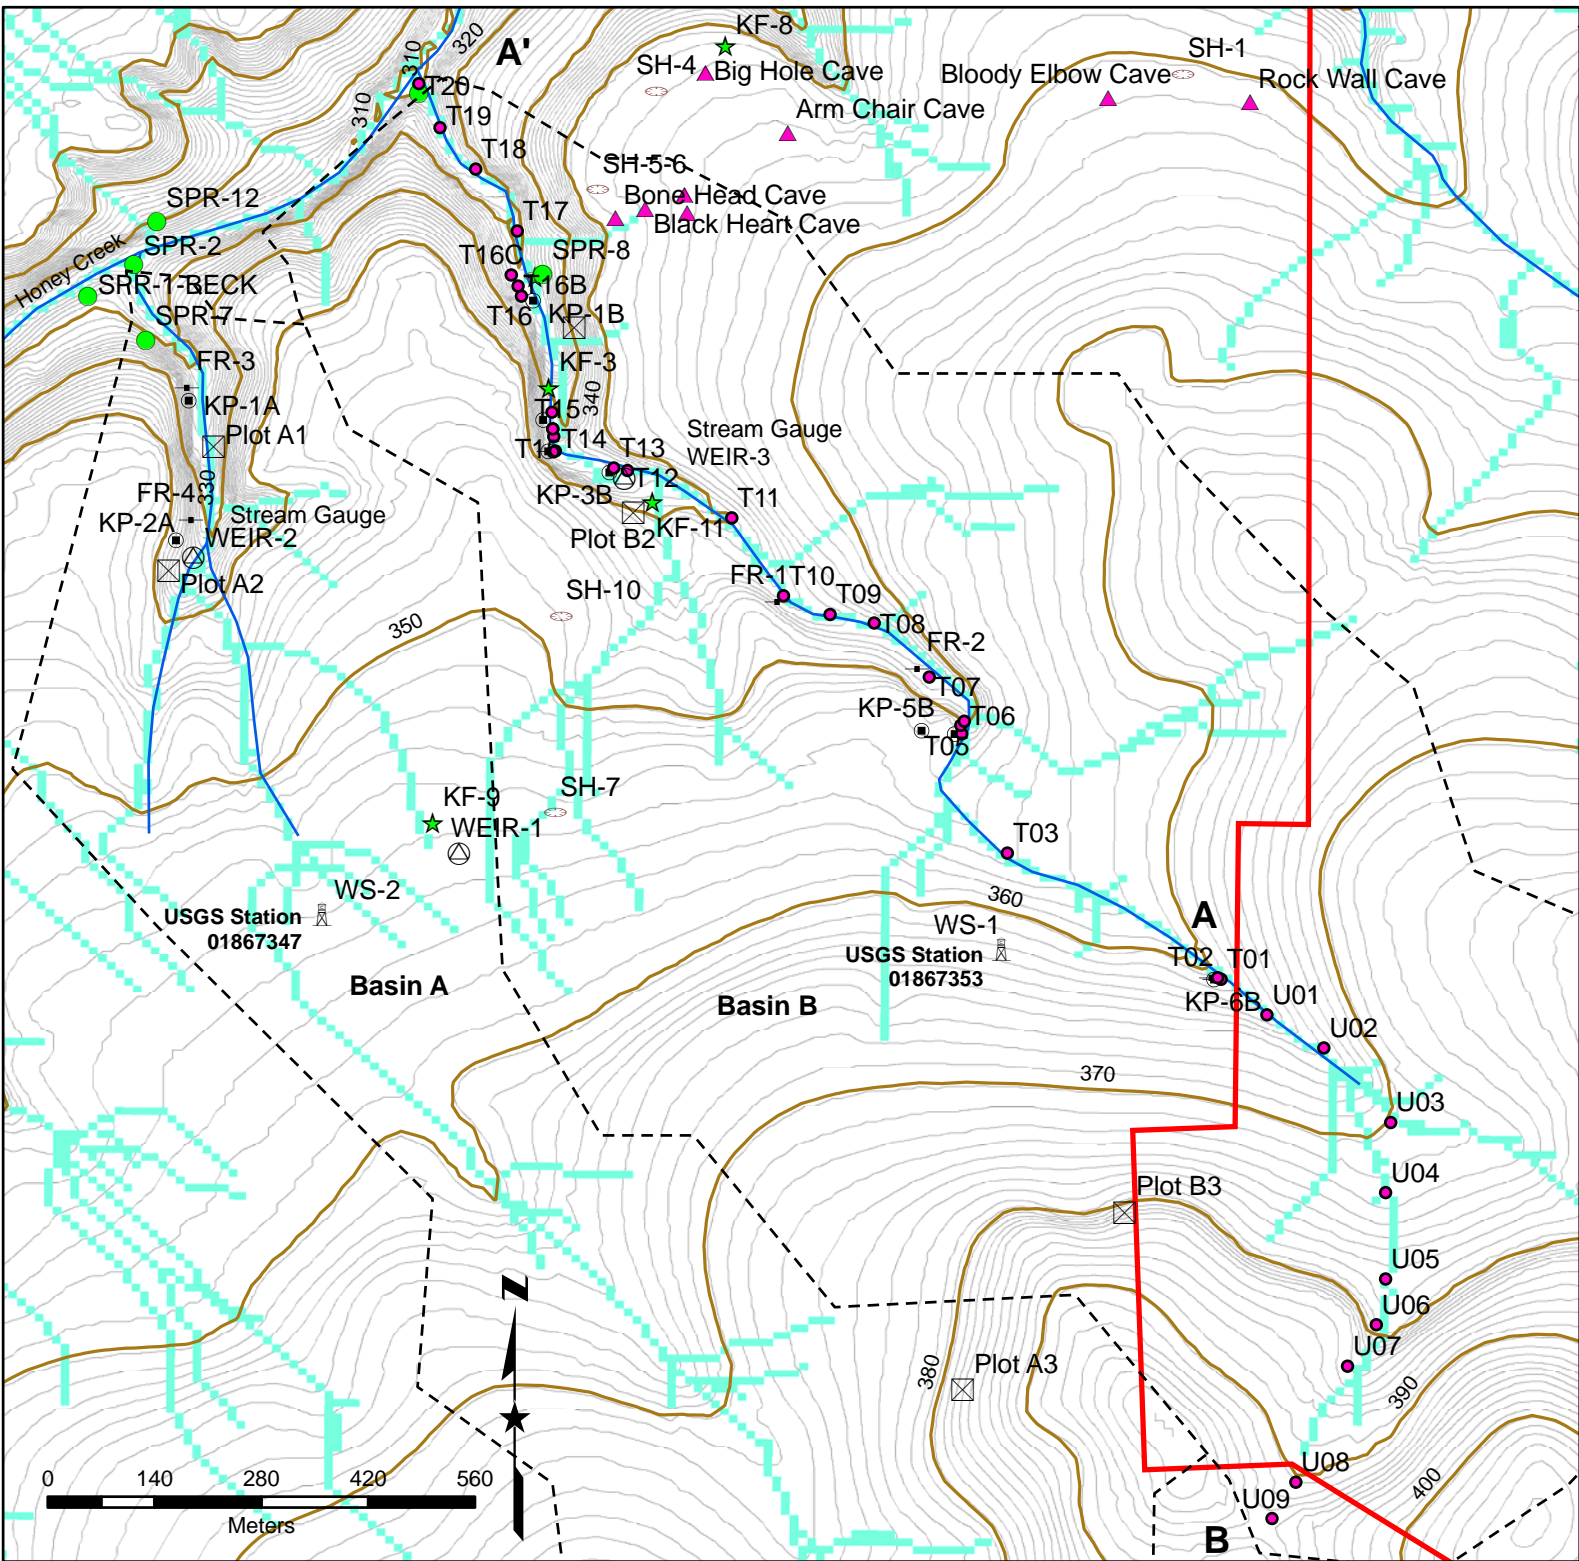 KF-8
320
A'
310
SH-4
Big Hole Cave
SH-1
Bloody Elbow Cave
Rock Wall Cave
T20
310
Arm Chair Cave
T19
T18
SH-5-6
Bone Head Cave
SPR-12
Black Heart Cave
T17
Honey Creek
SPR-2
T16C
SPR-8
SPR-1-BECK
T16B
SPR-7
T16
KP-1B
FR-3
KF-3
340
KP-1A
T15
Plot A1
Stream Gauge
WEIR-3
T14
T13
T12
330
FR-4
KP-3B
Stream Gauge
T11
KP-2A
WEIR-2
KF-11
Plot B2
Plot A2
FR-1
T10
SH-10
T09
350
T08
FR-2
T07
KP-5B
T06
T05
SH-7
KF-9
WEIR-1
T03
WS-2
360
A
USGS Station
01867347
WS-1
USGS Station
01867353
T02
T01
Basin A
Basin B
KP-6B
U01
U02
370
U03
U04
Plot B3
U05
U06
N
U07
380
Plot A3
390
U08
0 140 280 420 560
Meters
400
U09
B